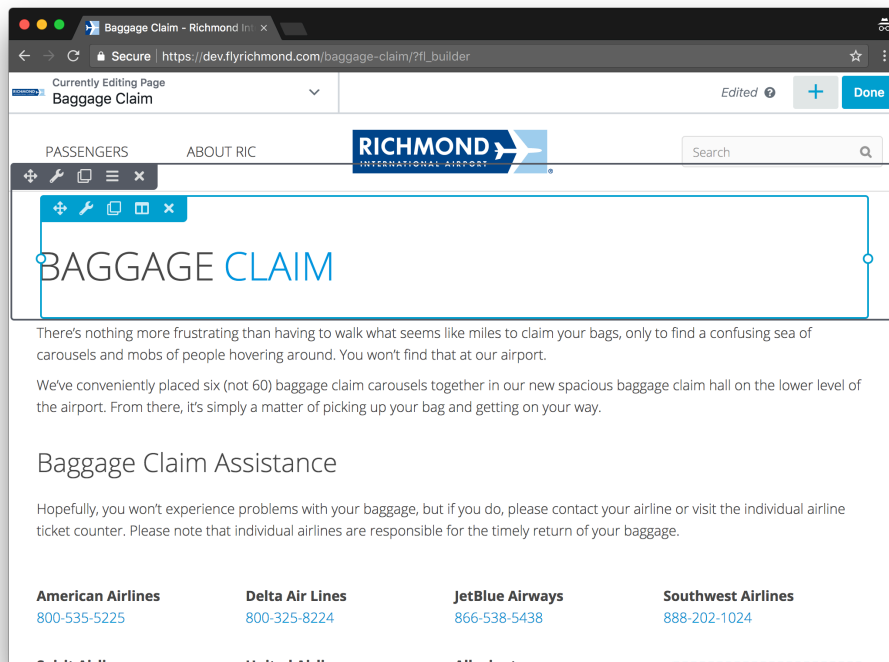 Baggage Claim - Richmond Int
Secure | https://dev.flyrichmond.com/baggage-claim/?fl_builder
Currently Editing Page
Baggage Claim
Edited
Done
PASSENGERS
ABOUT RIC
RICHMOND
INTERNATIONAL AIRPORT
Search
BAGGAGE CLAIM
There’s nothing more frustrating than having to walk what seems like miles to claim your bags, only to find a confusing sea of
carousels and mobs of people hovering around. You won’t find that at our airport.
We’ve conveniently placed six (not 60) baggage claim carousels together in our new spacious baggage claim hall on the lower level of
the airport. From there, it’s simply a matter of picking up your bag and getting on your way.
Baggage Claim Assistance
Hopefully, you won’t experience problems with your baggage, but if you do, please contact your airline or visit the individual airline
ticket counter. Please note that individual airlines are responsible for the timely return of your baggage.
American Airlines
800-535-5225
Delta Air Lines
800-325-8224
JetBlue Airways
866-538-5438
Southwest Airlines
888-202-1024